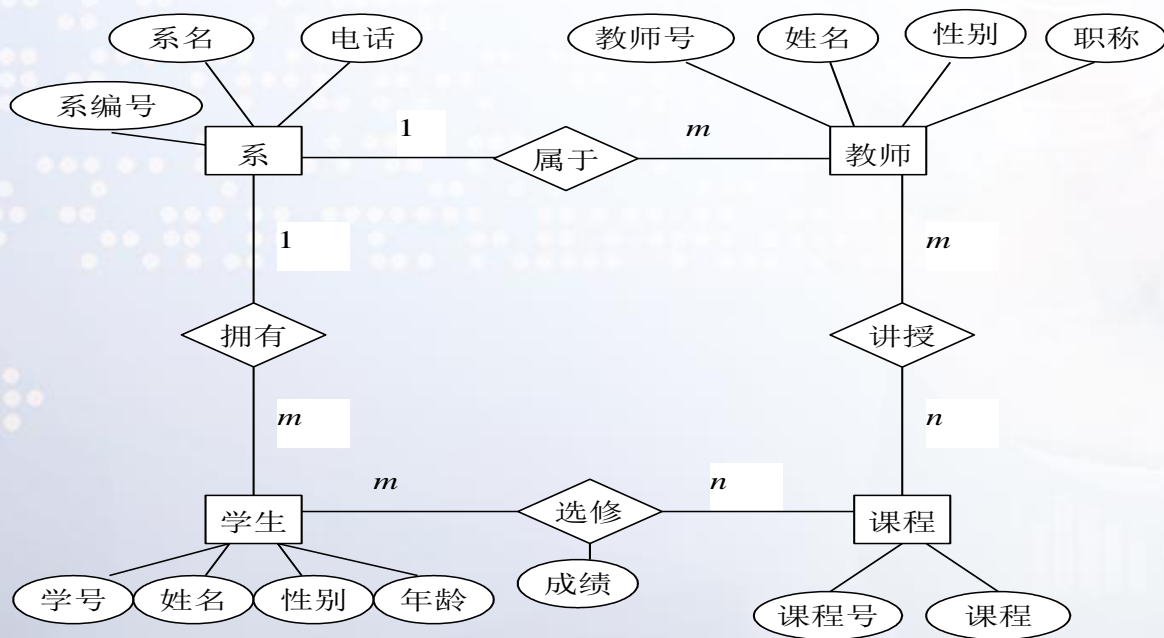 系名
电话
教师号
姓名
性别
职称
系编号
系
1
属于
m
教师
1
m
拥有
讲授
m
n
学生
m
选修
n
课程
学号
姓名
性别
年龄
成绩
课程号
课程